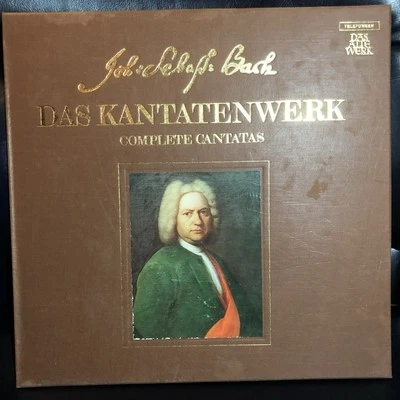 TELEFUNKEN
DAS
ALTE
WERK
Joh. Sebast. Bach
DAS KANTATENWERK
COMPLETE CANTATAS